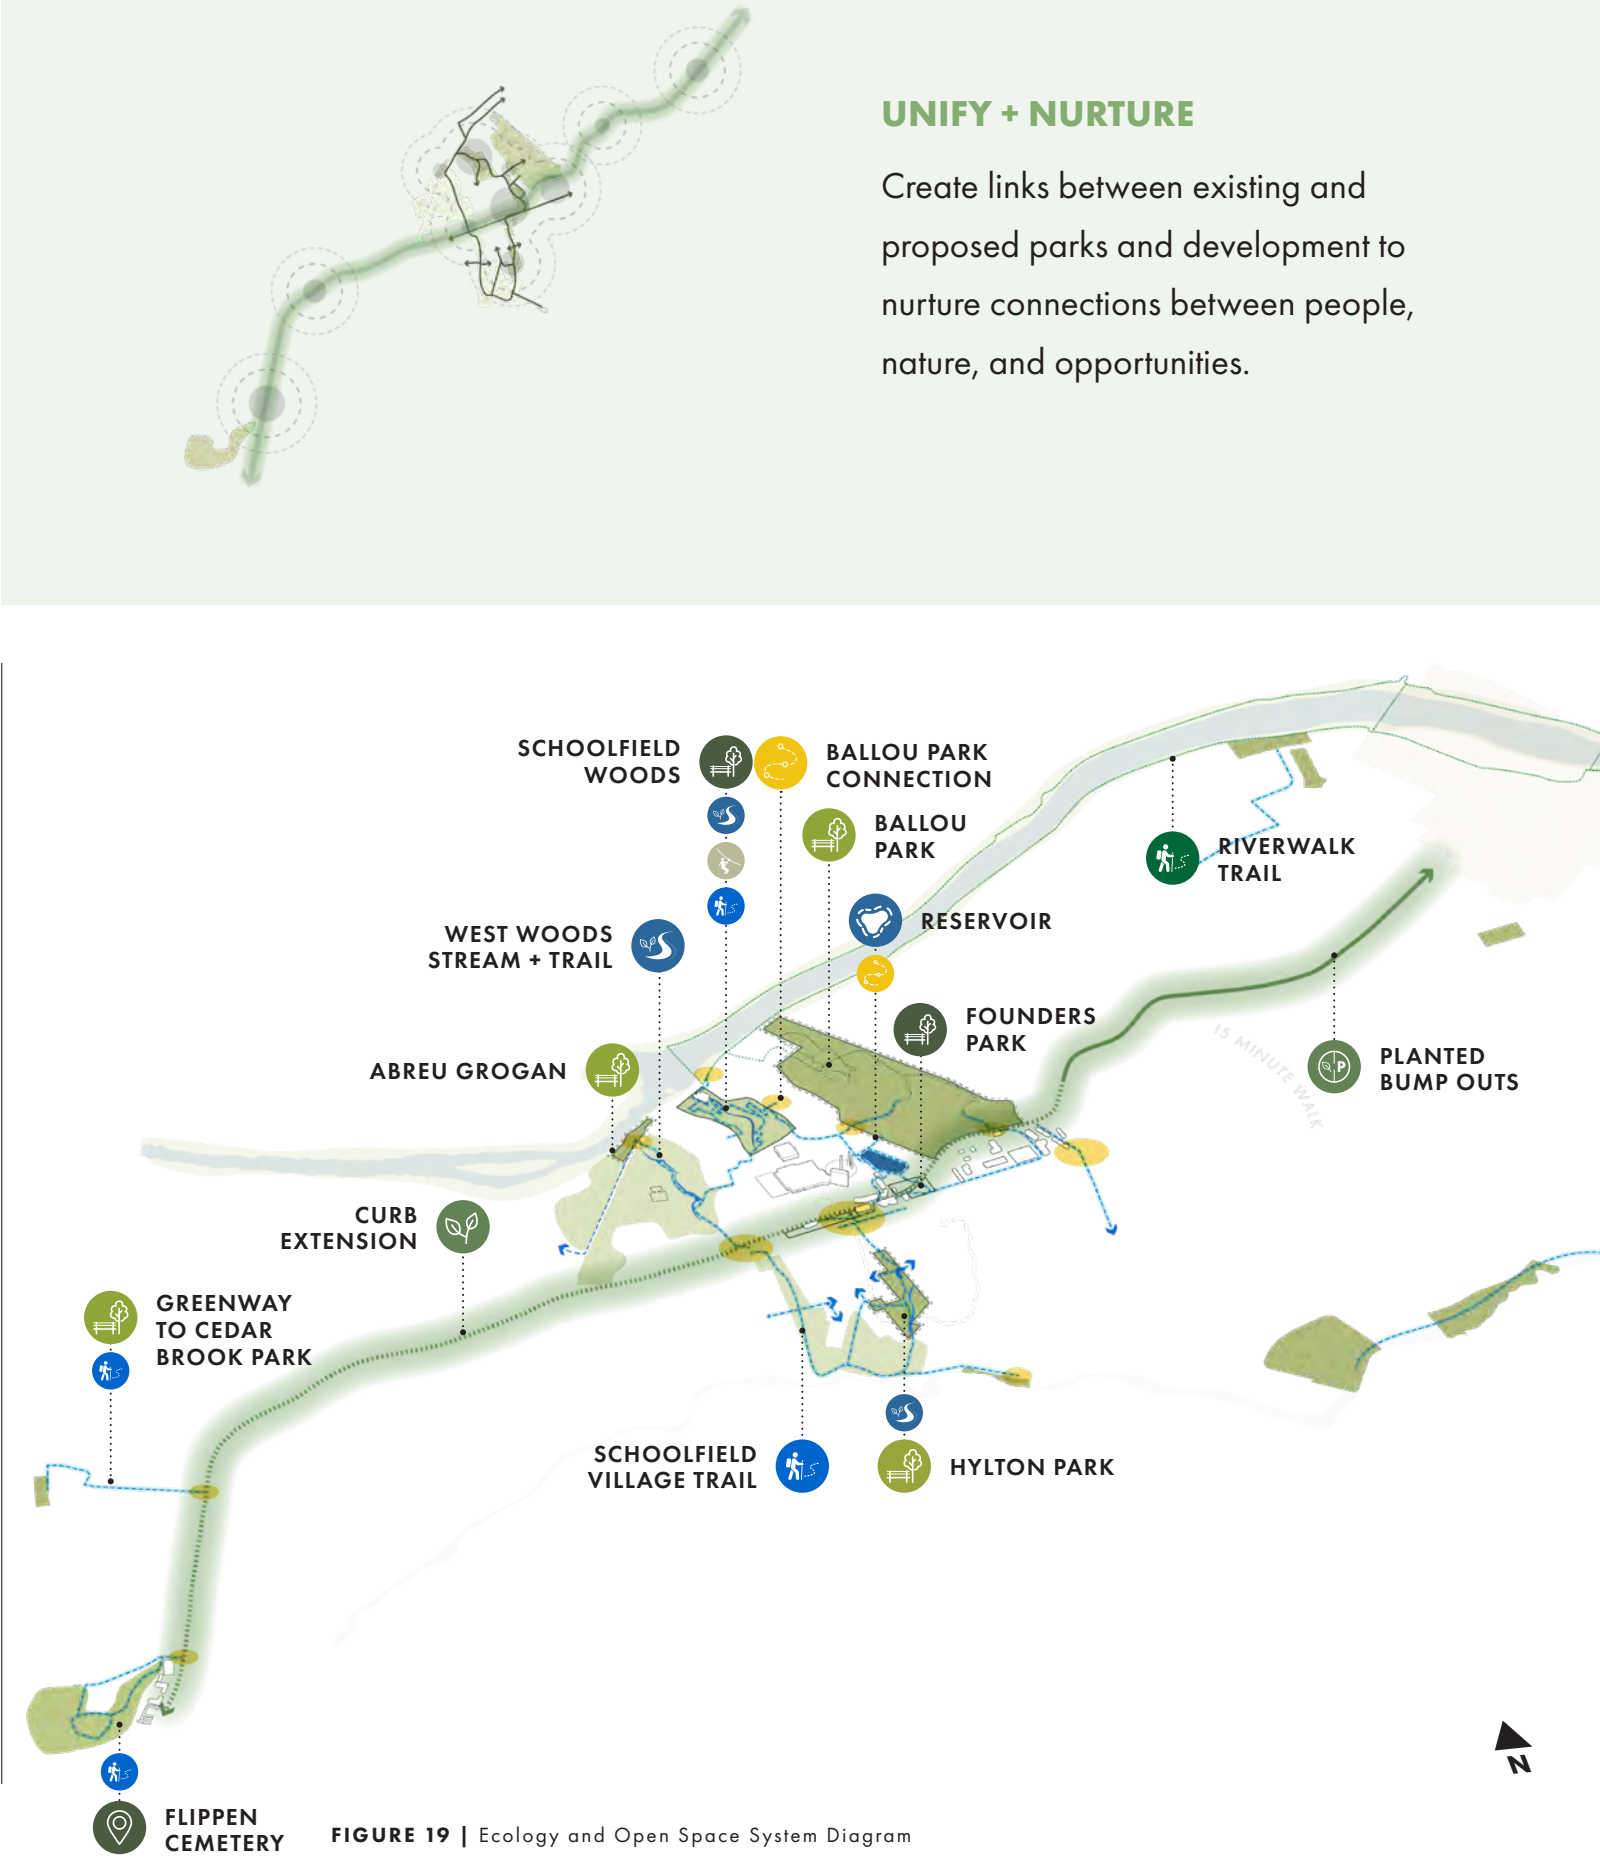 UNIFY + NURTURE
Create links between existing and
proposed parks and development to
nurture connections between people,
nature, and opportunities.
SCHOOLFIELD
WOODS
BALLOU PARK
CONNECTION
BALLOU
PARK
RIVERWALK
TRAIL
WEST WOODS
STREAM + TRAIL
RESERVOIR
FOUNDERS
PARK
15 MINUTE WALK
ABREU GROGAN
P
PLANTED
BUMP OUTS
CURB
EXTENSION
GREENWAY
TO CEDAR
BROOK PARK
SCHOOLFIELD
VILLAGE TRAIL
HYLTON PARK
N
FLIPPEN
CEMETERY
FIGURE 19 | Ecology and Open Space System Diagram